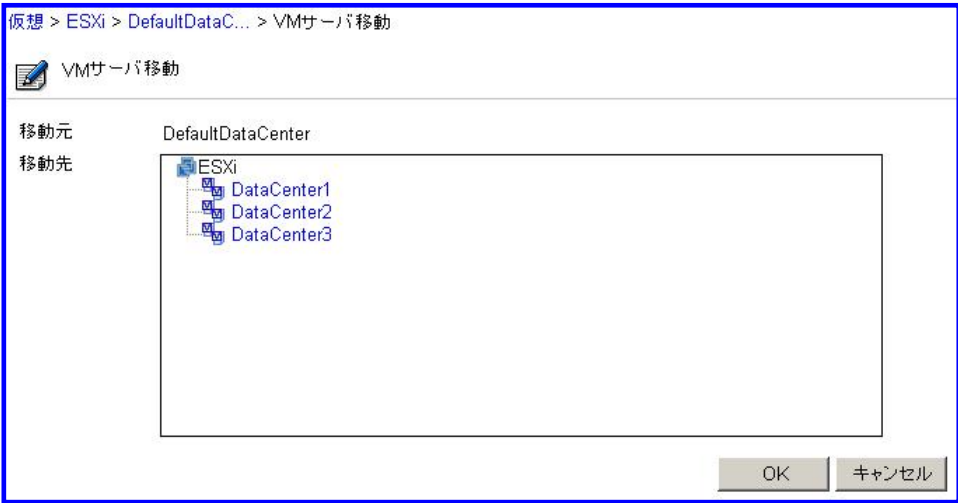 仮想 > ESXi > DefaultDataC... > VMサーバ移動
VMサーバ移動
移動元 DefaultDataCenter
移動先
ESXi
DataCenter1
DataCenter2
DataCenter3
OK キャンセル